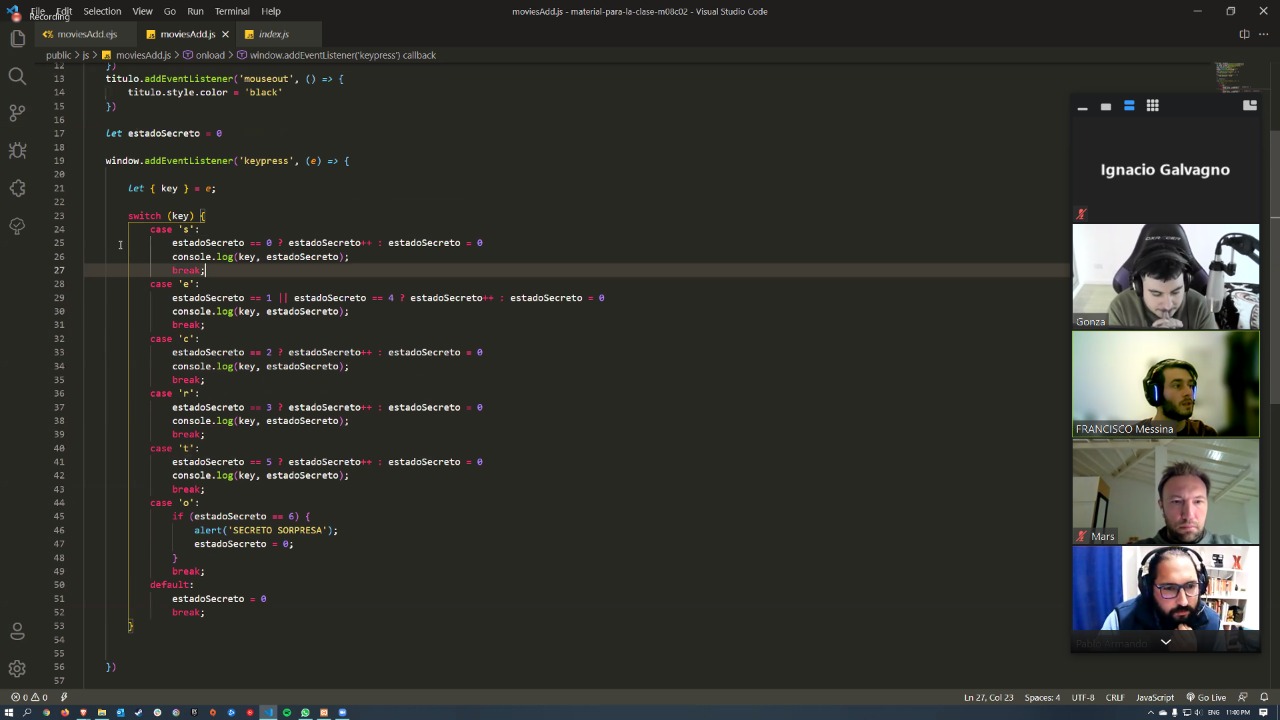 Recording
File Edit Selection View Go Run Terminal Help
moviesAdd.js - material-para-la-clase-m08c02 - Visual Studio Code
moviesAdd.ejs moviesAdd.js index.js
public > js > moviesAdd.js > onload > window.addEventListener('keypress') callback
12 })
13 titulo.addEventListener('mouseout', () => {
14 titulo.style.color = 'black'
15 })
16
17 let estadoSecreto = 0
18
19 window.addEventListener('keypress', (e) => {
20
21 let { key } = e;
22
23 switch (key) {
24 case 's':
25 estadoSecreto == 0 ? estadoSecreto++ : estadoSecreto = 0
26 console.log(key, estadoSecreto);
27 break;
28 case 'e':
29 estadoSecreto == 1 || estadoSecreto == 4 ? estadoSecreto++ : estadoSecreto = 0
30 console.log(key, estadoSecreto);
31 break;
32 case 'c':
33 estadoSecreto == 2 ? estadoSecreto++ : estadoSecreto = 0
34 console.log(key, estadoSecreto);
35 break;
36 case 'r':
37 estadoSecreto == 3 ? estadoSecreto++ : estadoSecreto = 0
38 console.log(key, estadoSecreto);
39 break;
40 case 't':
41 estadoSecreto == 5 ? estadoSecreto++ : estadoSecreto = 0
42 console.log(key, estadoSecreto);
43 break;
44 case 'o':
45 if (estadoSecreto == 6) {
46 alert('SECRETO SORPRESA');
47 estadoSecreto = 0;
48 }
49 break;
50 default:
51 estadoSecreto = 0
52 break;
53 }
54
55
56 })
57
Ignacio Galvagno
Gonza
FRANCISCO Messina
Mars
Pablo Armando
0 0
Ln 27, Col 23 Spaces: 4 UTF-8 CRLF JavaScript Go Live
ENG 11:00 PM